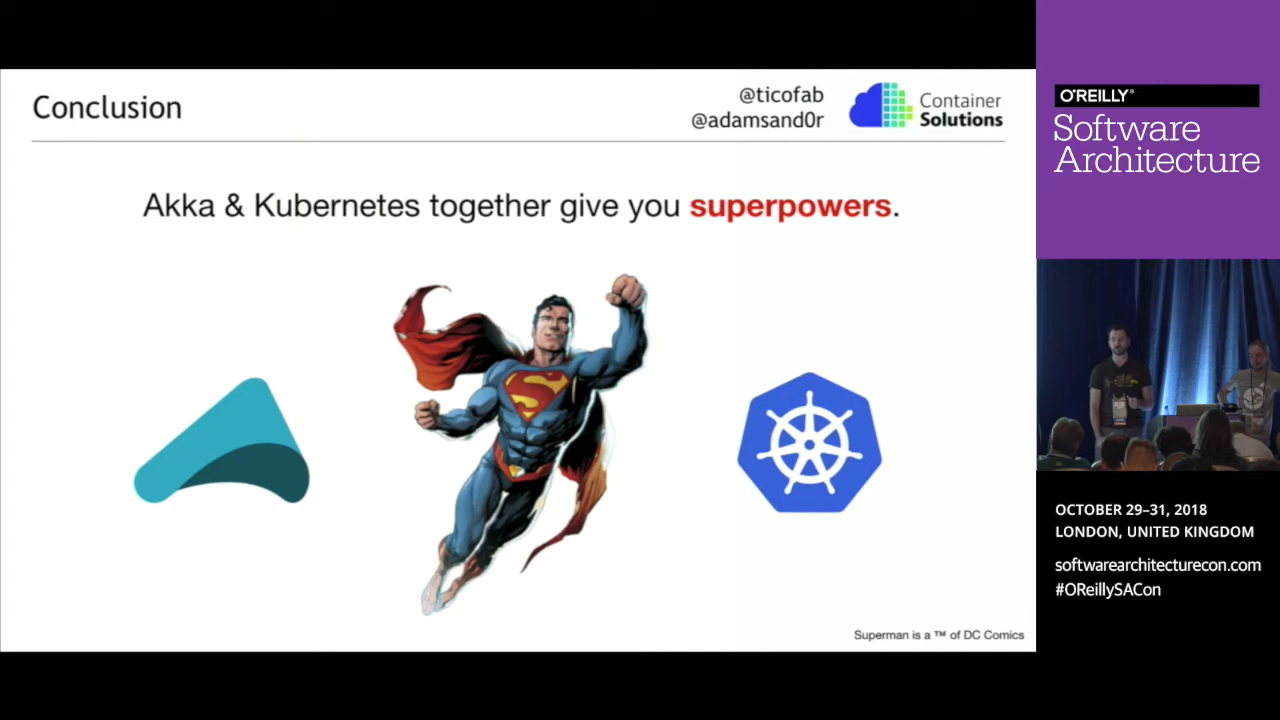 Conclusion
@ticofab
@adamsand0r
Container
Solutions
Akka & Kubernetes together give you superpowers.
Superman is a ™ of DC Comics
O'REILLY®
Software
Architecture
OCTOBER 29–31, 2018
LONDON, UNITED KINGDOM
softwarearchitecturecon.com
#OReillySACon